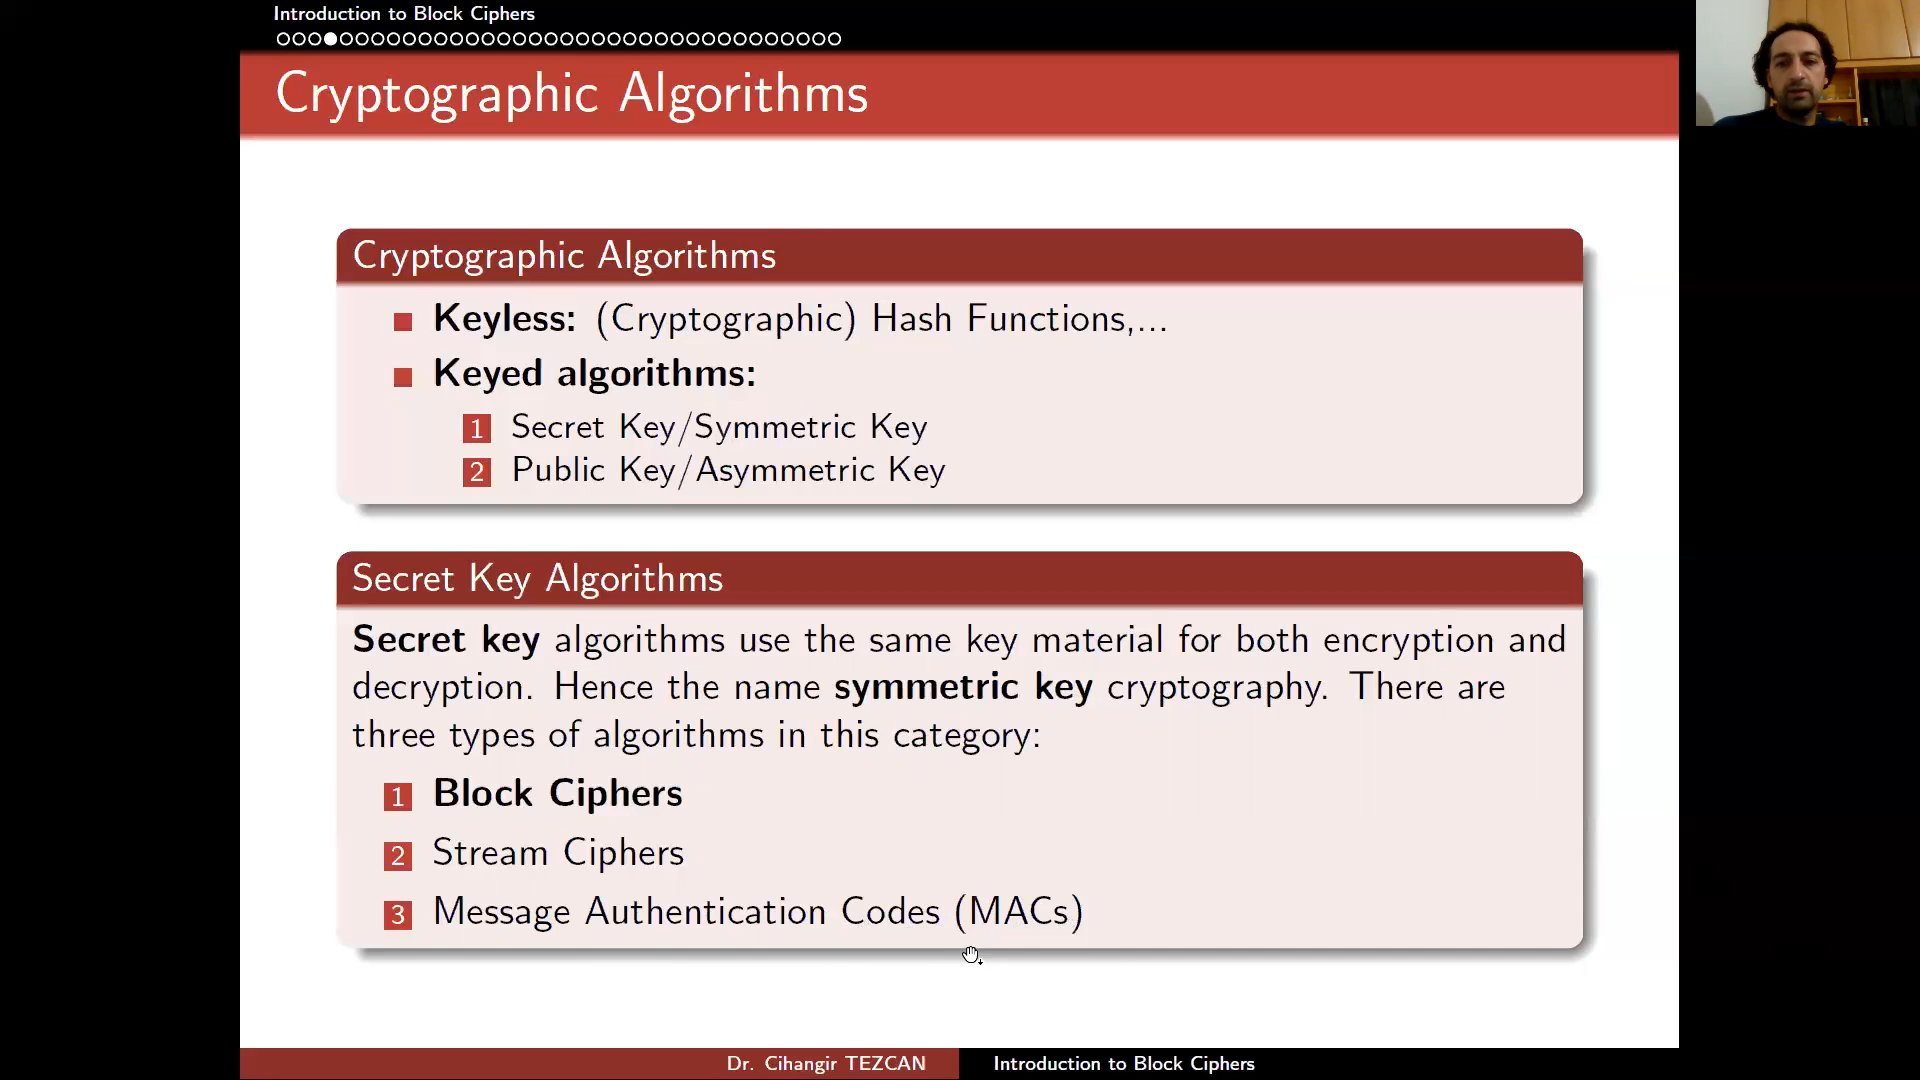 Introduction to Block Ciphers
Cryptographic Algorithms
Cryptographic Algorithms
Keyless: (Cryptographic) Hash Functions,...
Keyed algorithms:
1 Secret Key/Symmetric Key
2 Public Key/Asymmetric Key
Secret Key Algorithms
Secret key algorithms use the same key material for both encryption and
decryption. Hence the name symmetric key cryptography. There are
three types of algorithms in this category:
1 Block Ciphers
2 Stream Ciphers
3 Message Authentication Codes (MACs)
Dr. Cihangir TEZCAN Introduction to Block Ciphers